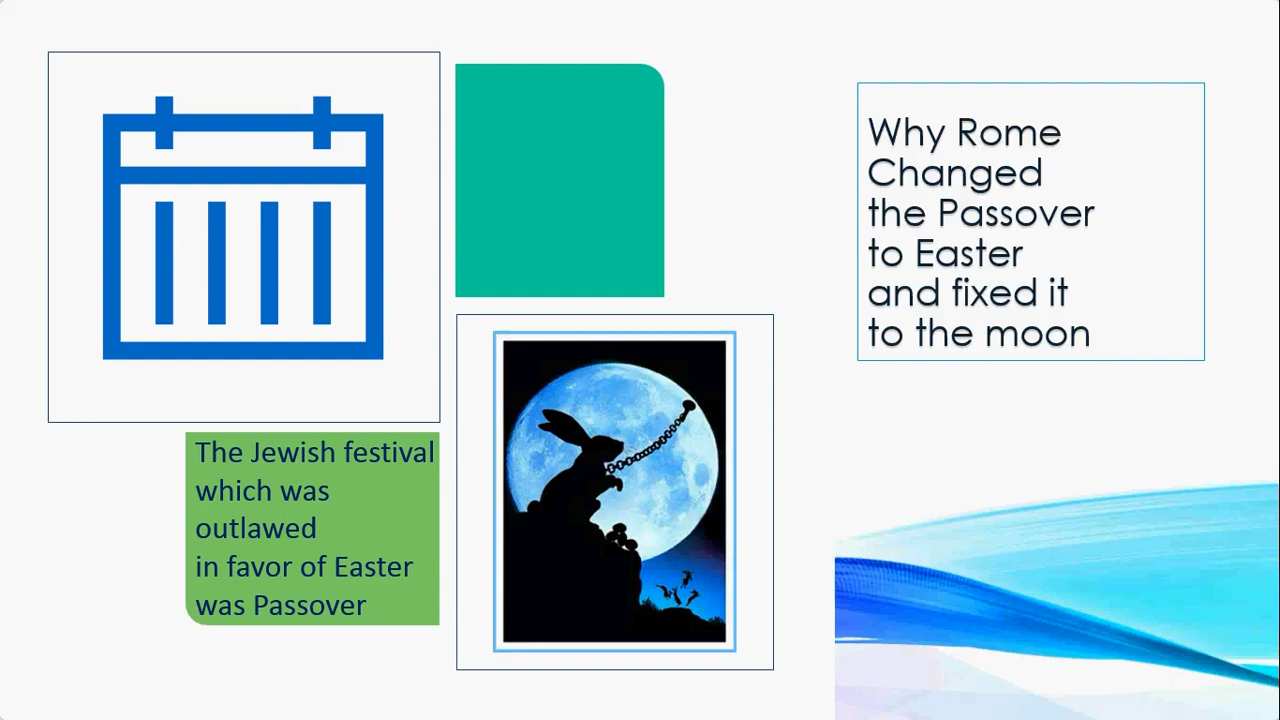 Why Rome
Changed
the Passover
to Easter
and fixed it
to the moon
The Jewish festival
which was
outlawed
in favor of Easter
was Passover